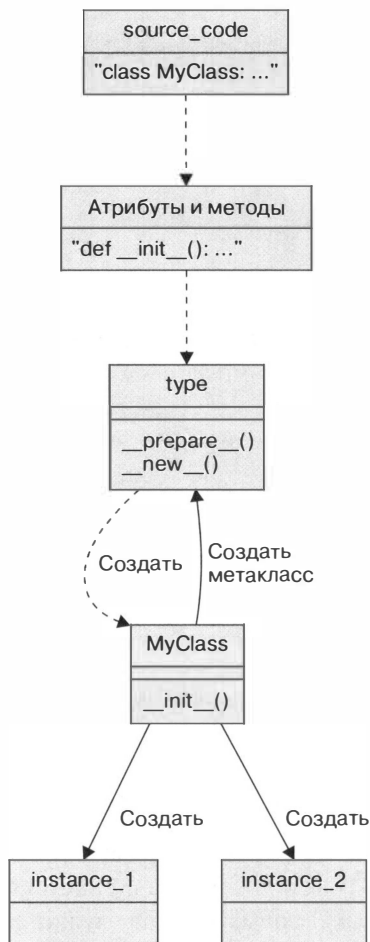 source_code
"class MyClass: ..."
Атрибуты и методы
"def __init__(): ..."
type
__prepare__()
__new__()
Создать
Создать
метакласс
MyClass
__init__()
Создать
Создать
instance_1
instance_2